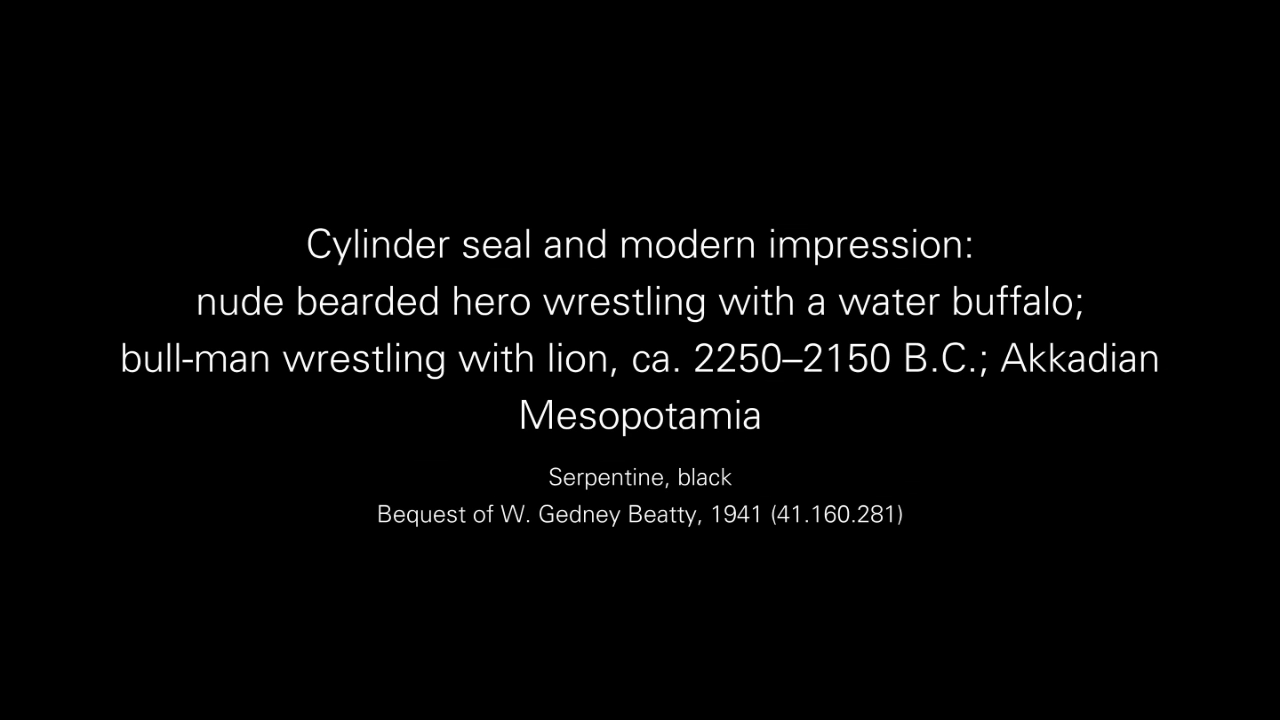 Cylinder seal and modern impression:
nude bearded hero wrestling with a water buffalo;
bull-man wrestling with lion, ca. 2250–2150 B.C.; Akkadian
Mesopotamia
Serpentine, black
Bequest of W. Gedney Beatty, 1941 (41.160.281)